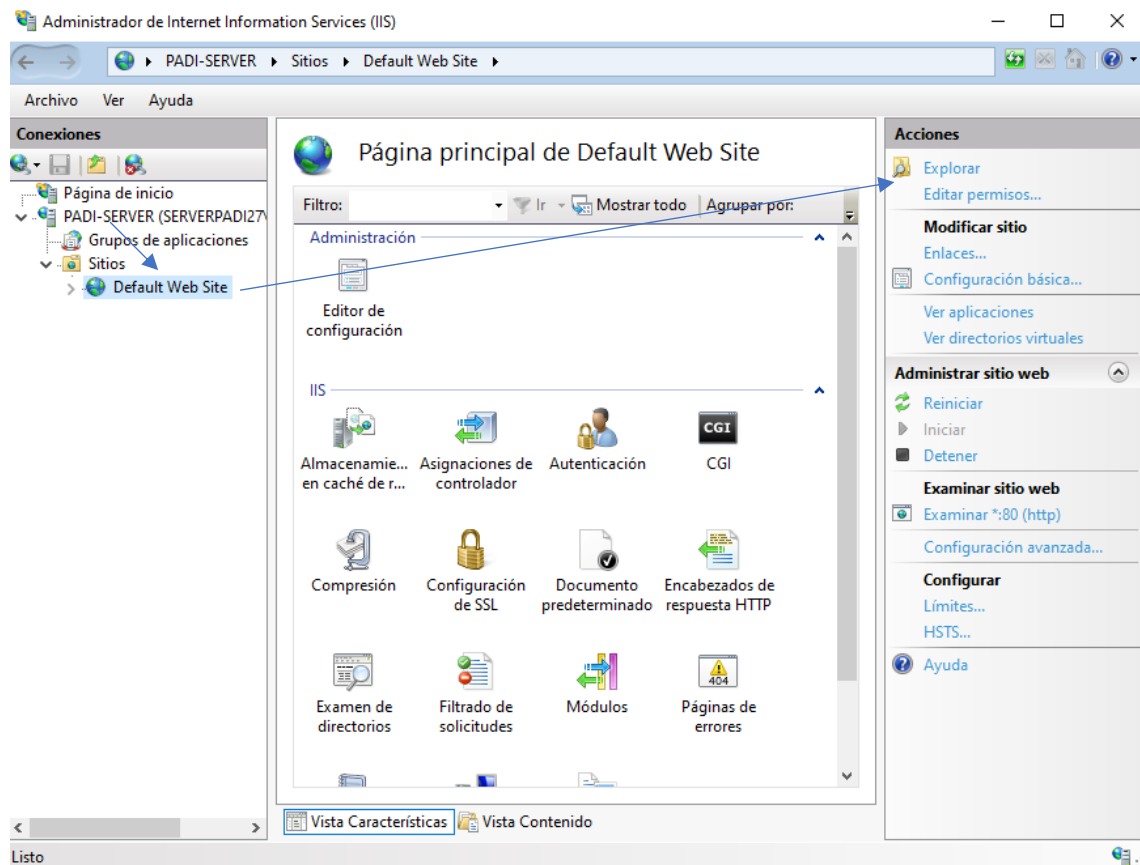 Administrador de Internet Information Services (IIS)
PADI-SERVER
Sitios
Default Web Site
Archivo Ver Ayuda
Conexiones
Página de inicio
PADI-SERVER (SERVERPADI27\
Grupos de aplicaciones
Sitios
Default Web Site
Página principal de Default Web Site
Filtro: Ir Mostrar todo Agrupar por:
Administración
Editor de
configuración
IIS
Almacenamie...
en caché de r...
Asignaciones de
controlador
Autenticación
CGI
CGI
Compresión
Configuración
de SSL
Documento
predeterminado
Encabezados de
respuesta HTTP
Examen de
directorios
Filtrado de
solicitudes
Módulos
404
Páginas de
errores
Vista Características Vista Contenido
Acciones
Explorar
Editar permisos...
Modificar sitio
Enlaces...
Configuración básica...
Ver aplicaciones
Ver directorios virtuales
Administrar sitio web
Reiniciar
Iniciar
Detener
Examinar sitio web
Examinar *:80 (http)
Configuración avanzada...
Configurar
Límites...
HSTS...
Ayuda
Listo